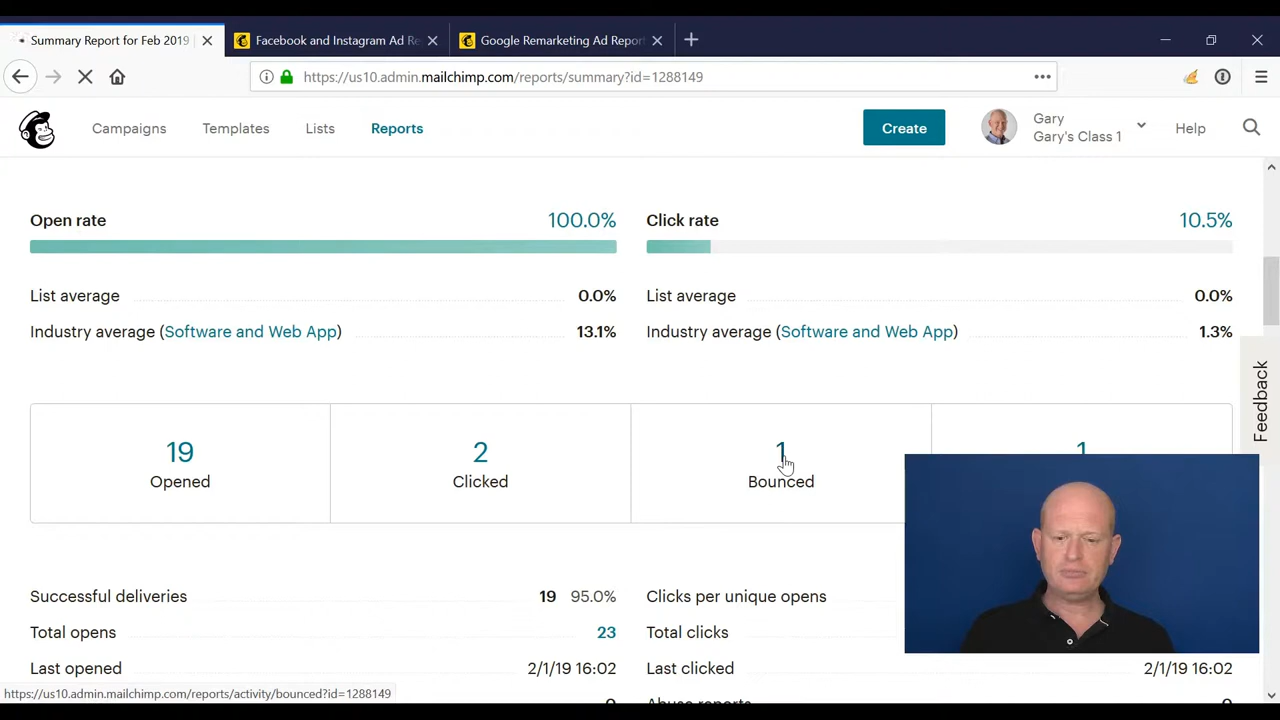 Summary Report for Feb 2019
Facebook and Instagram Ad Re
Google Remarketing Ad Repor
https://us10.admin.mailchimp.com/reports/summary?id=1288149
Campaigns
Templates
Lists
Reports
Create
Gary
Gary's Class 1
Help
Open rate 100.0%
List average 0.0%
Industry average (Software and Web App) 13.1%
Click rate 10.5%
List average 0.0%
Industry average (Software and Web App) 1.3%
Feedback
19
Opened
2
Clicked
1
Bounced
1
Successful deliveries 19 95.0%
Total opens 23
Last opened 2/1/19 16:02
Clicks per unique opens
Total clicks
Last clicked 2/1/19 16:02
Abuse reports
https://us10.admin.mailchimp.com/reports/activity/bounced?id=1288149